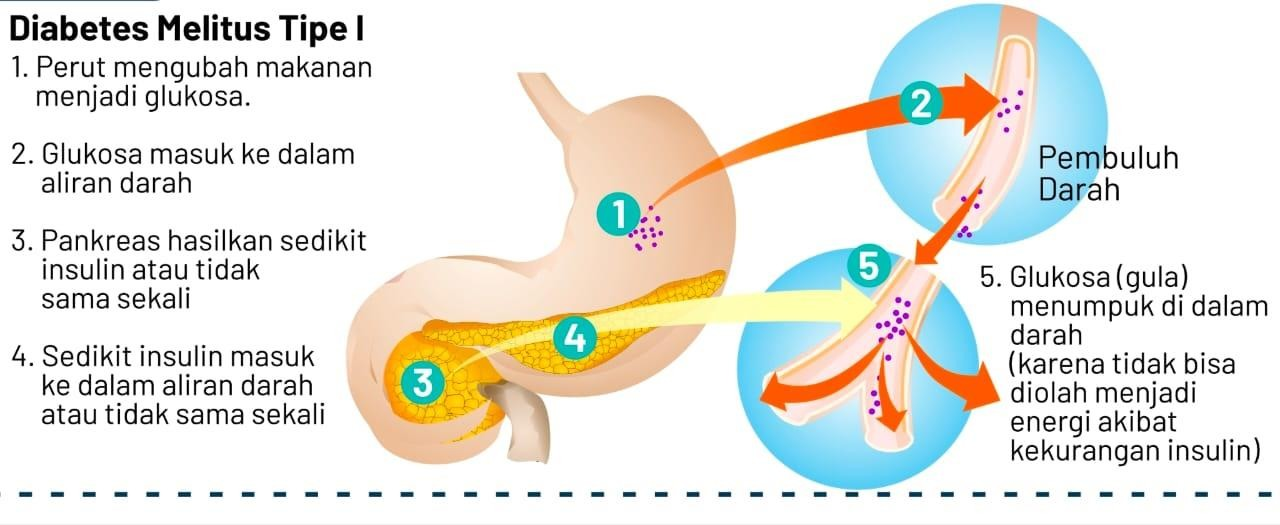 Diabetes Melitus Tipe I
1. Perut mengubah makanan
menjadi glukosa.
2. Glukosa masuk ke dalam
aliran darah
3. Pankreas hasilkan sedikit
insulin atau tidak
sama sekali
4. Sedikit insulin masuk
ke dalam aliran darah
atau tidak sama sekali
1
2
3
4
5
Pembuluh
Darah
5. Glukosa (gula)
menumpuk di dalam
darah
(karena tidak bisa
diolah menjadi
energi akibat
kekurangan insulin)